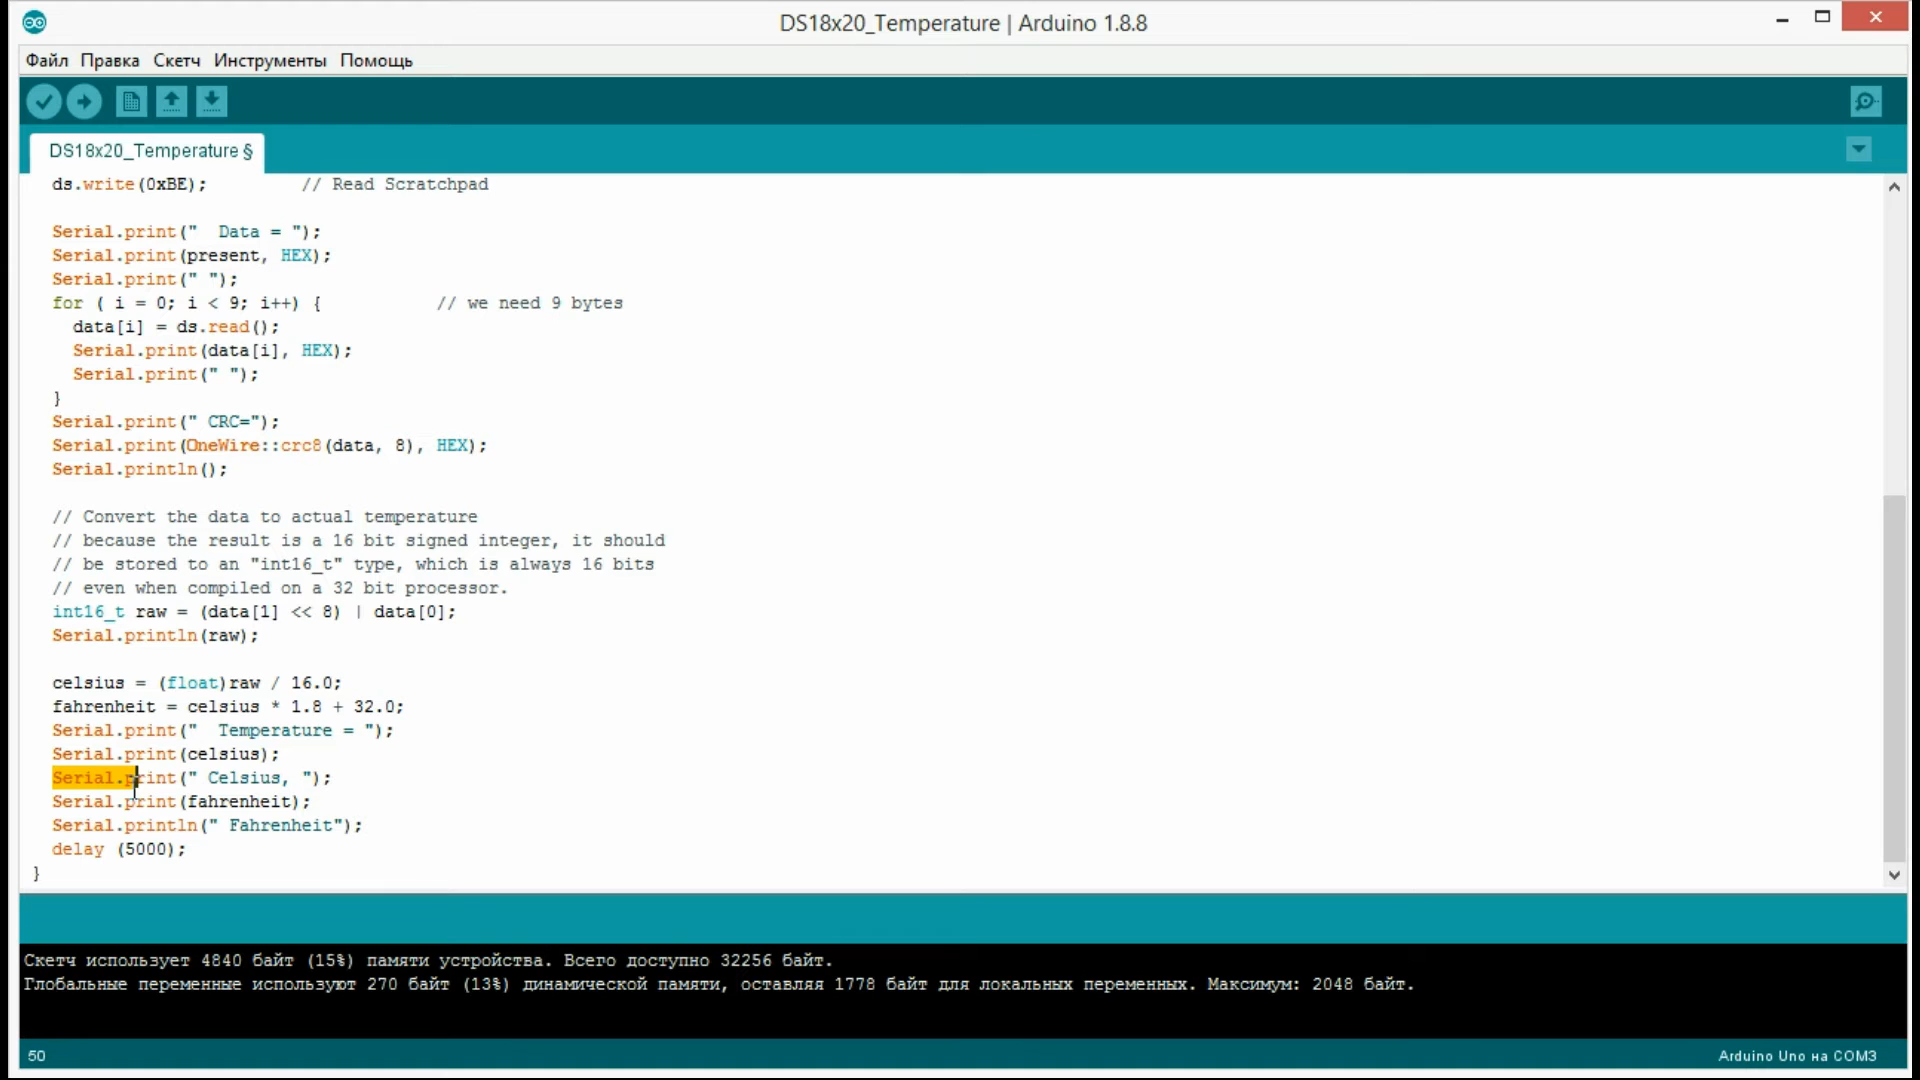 DS18x20_Temperature | Arduino 1.8.8
Файл Правка Скетч Инструменты Помощь
DS18x20_Temperature §
ds.write(0xBE);         // Read Scratchpad
Serial.print("  Data = ");
Serial.print(present, HEX);
Serial.print(" ");
for ( i = 0; i < 9; i++) {           // we need 9 bytes
data[i] = ds.read();
Serial.print(data[i], HEX);
Serial.print(" ");
}
Serial.print(" CRC=");
Serial.print(OneWire::crc8(data, 8), HEX);
Serial.println();
// Convert the data to actual temperature
// because the result is a 16 bit signed integer, it should
// be stored to an "int16_t" type, which is always 16 bits
// even when compiled on a 32 bit processor.
int16_t raw = (data[1] << 8) | data[0];
Serial.println(raw);
celsius = (float)raw / 16.0;
fahrenheit = celsius * 1.8 + 32.0;
Serial.print("  Temperature = ");
Serial.print(celsius);
Serial.print(" Celsius, ");
Serial.print(fahrenheit);
Serial.println(" Fahrenheit");
delay (5000);
}
Скетч использует 4840 байт (15%) памяти устройства. Всего доступно 32256 байт.
Глобальные переменные используют 270 байт (13%) динамической памяти, оставляя 1778 байт для локальных переменных. Максимум: 2048 байт.
50
Arduino Uno на COM3